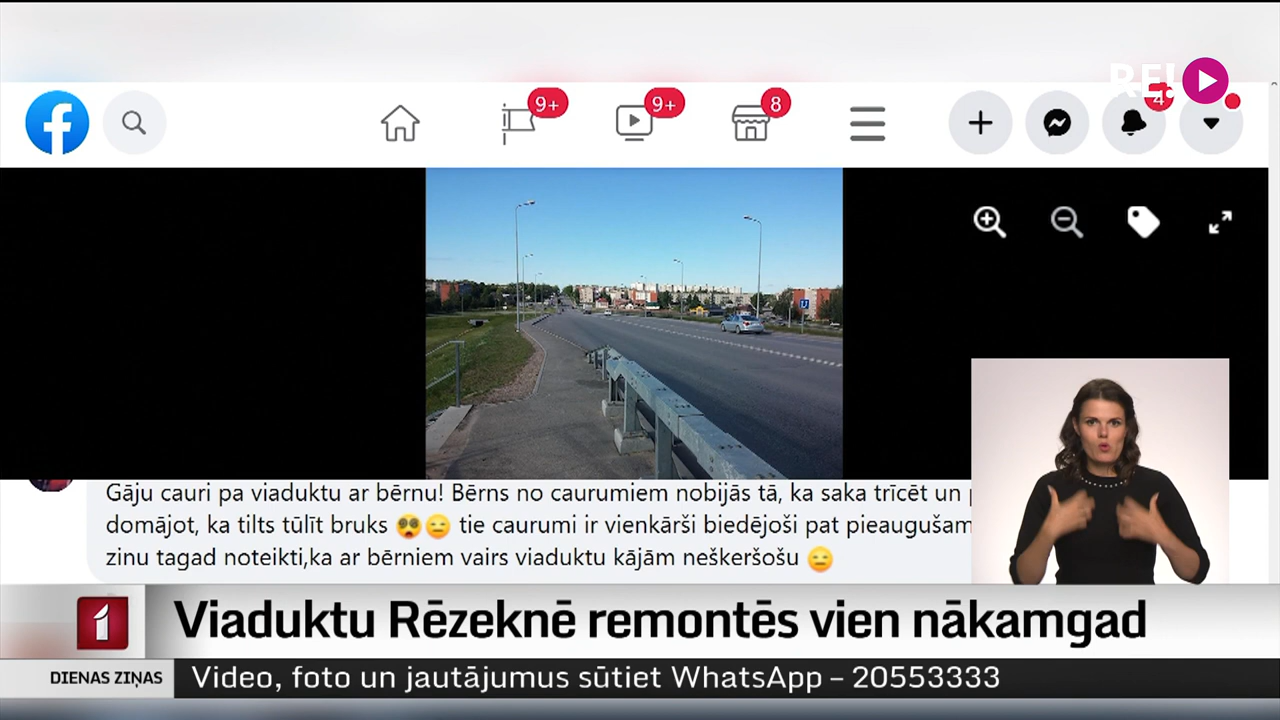 RE!
9+
9+
8
4
Gāju cauri pa viaduktu ar bērnu! Bērns no caurumiem nobijās tā, ka saka trīcēt un
domājot, ka tilts tūlīt bruks 😵😑 tie caurumi ir vienkārši biedējoši pat
zinu tagad noteikti,ka ar bērniem vairs viaduktu kājām neškeršošu 😑
1
Viaduktu Rēzeknē remontēs vien nākamgad
DIENAS ZIŅAS
Video, foto un jautājumus sūtiet WhatsApp – 20553333